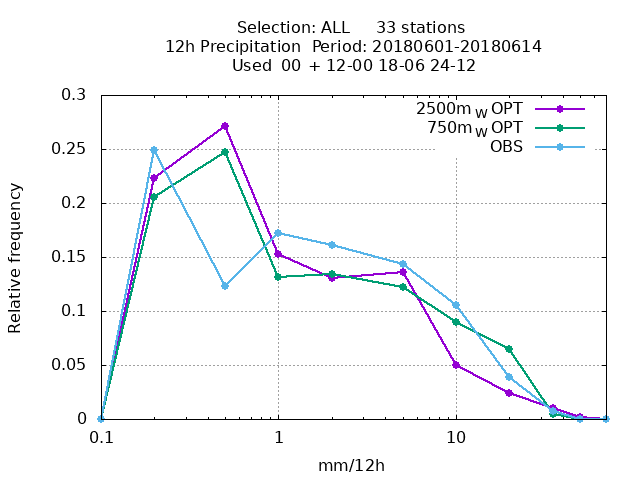 Selection: ALL 33 stations
12h Precipitation Period: 20180601-20180614
Used 00 + 12-00 18-06 24-12
0.3
0.25
0.2
0.15
0.1
0.05
0
Relative frequency
2500m W OPT
750m W OPT
OBS
0.1 1 10
mm/12h